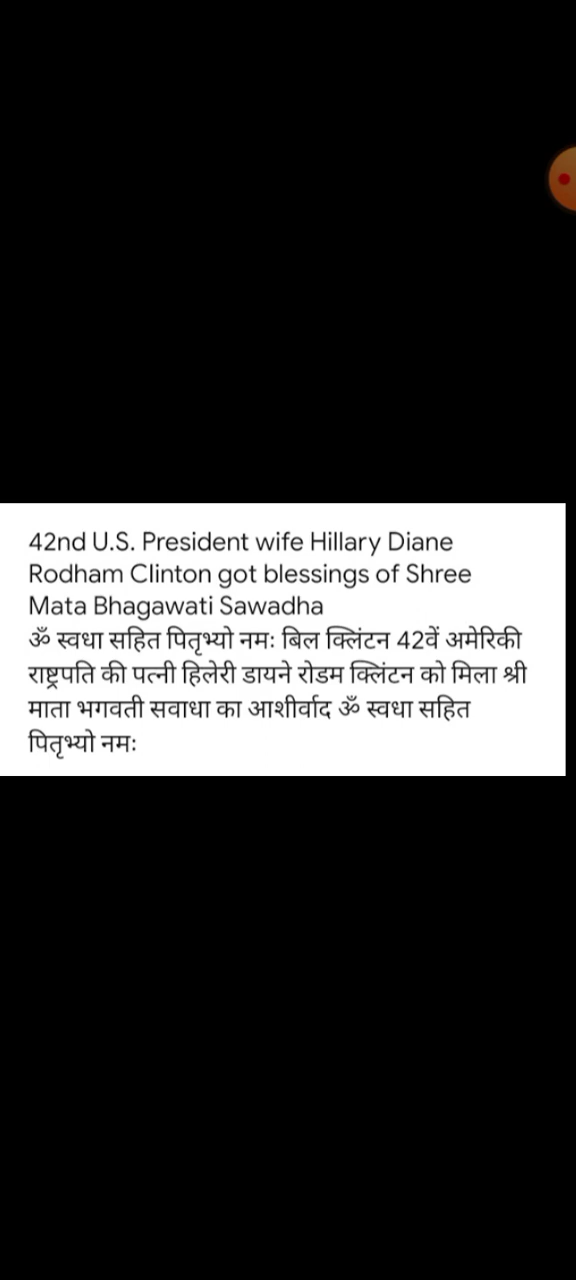 42nd U.S. President wife Hillary Diane
Rodham Clinton got blessings of Shree
Mata Bhagawati Sawadha
ॐ स्वधा सहित पितृभ्यो नमः बिल क्लिंटन 42वें अमेरिकी
राष्ट्रपति की पत्नी हिलेरी डायने रोडम क्लिंटन को मिला श्री
माता भगवती सवाधा का आशीर्वाद ॐ स्वधा सहित
पितृभ्यो नमः